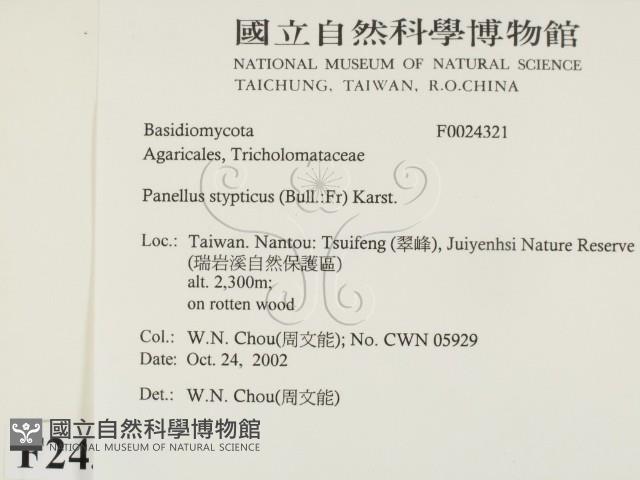 國立自然科學博物館
NATIONAL MUSEUM OF NATURAL SCIENCE
TAICHUNG, TAIWAN, R.O.CHINA
Basidiomycota F0024321
Agaricales, Tricholomataceae
Panellus stypticus (Bull.:Fr) Karst.
Loc.: Taiwan. Nantou: Tsuifeng (翠峰), Juiyenhsi Nature Reserve
(瑞岩溪自然保護區)
alt. 2,300m;
on rotten wood
Col.: W.N. Chou(周文能); No. CWN 05929
Date: Oct. 24, 2002
Det.: W.N. Chou(周文能)
國立自然科學博物館
NATIONAL MUSEUM OF NATURAL SCIENCE
F24